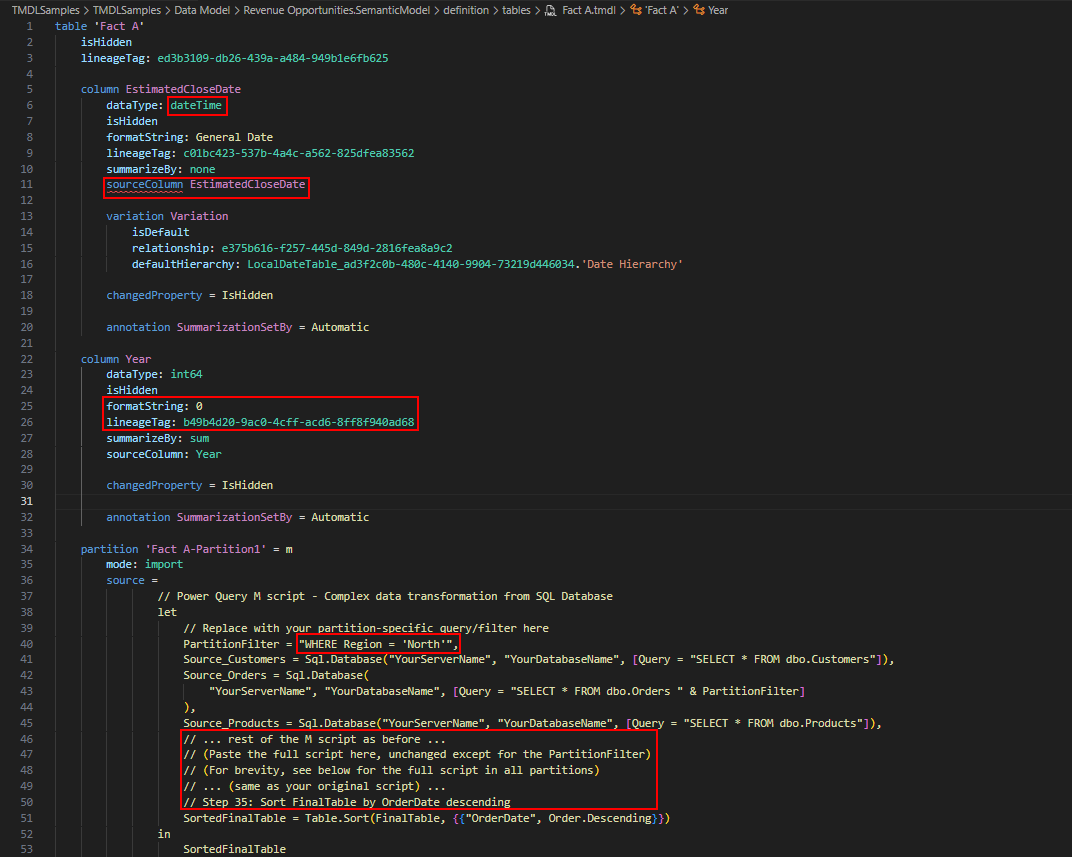 TMDLSamples > TMDLSamples > Data Model > Revenue Opportunities.SemanticModel > definition > tables > Fact A.tmdl > 'Fact A' > Year
1 table 'Fact A'
2 isHidden
3 lineageTag: ed3b3109-db26-439a-a484-949b1e6fb625
4
5 column EstimatedCloseDate
6 dataType: dateTime
7 isHidden
8 formatString: General Date
9 lineageTag: c01bc423-537b-4a4c-a562-825dfea83562
10 summarizeBy: none
11 sourceColumn EstimatedCloseDate
12
13 variation Variation
14 isDefault
15 relationship: e375b616-f257-445d-849d-2816fea8a9c2
16 defaultHierarchy: LocalDateTable_ad3f2c0b-480c-4140-9904-73219d446034.'Date Hierarchy'
17
18 changedProperty = IsHidden
19
20 annotation SummarizationSetBy = Automatic
21
22 column Year
23 dataType: int64
24 isHidden
25 formatString: 0
26 lineageTag: b49b4d20-9ac0-4cff-acd6-8ff8f940ad68
27 summarizeBy: sum
28 sourceColumn: Year
29
30 changedProperty = IsHidden
31
32 annotation SummarizationSetBy = Automatic
33
34 partition 'Fact A-Partition1' = m
35 mode: import
36 source =
37 // Power Query M script - Complex data transformation from SQL Database
38 let
39 // Replace with your partition-specific query/filter here
40 PartitionFilter = "WHERE Region = 'North'",
41 Source_Customers = Sql.Database("YourServerName", "YourDatabaseName", [Query = "SELECT * FROM dbo.Customers"]),
42 Source_Orders = Sql.Database(
43 "YourServerName", "YourDatabaseName", [Query = "SELECT * FROM dbo.Orders " & PartitionFilter]
44 ),
45 Source_Products = Sql.Database("YourServerName", "YourDatabaseName", [Query = "SELECT * FROM dbo.Products"]),
46 // ... rest of the M script as before ...
47 // (Paste the full script here, unchanged except for the PartitionFilter)
48 // (For brevity, see below for the full script in all partitions)
49 // ... (same as your original script) ...
50 // Step 35: Sort FinalTable by OrderDate descending
51 SortedFinalTable = Table.Sort(FinalTable, {{"OrderDate", Order.Descending}})
52 in
53 SortedFinalTable